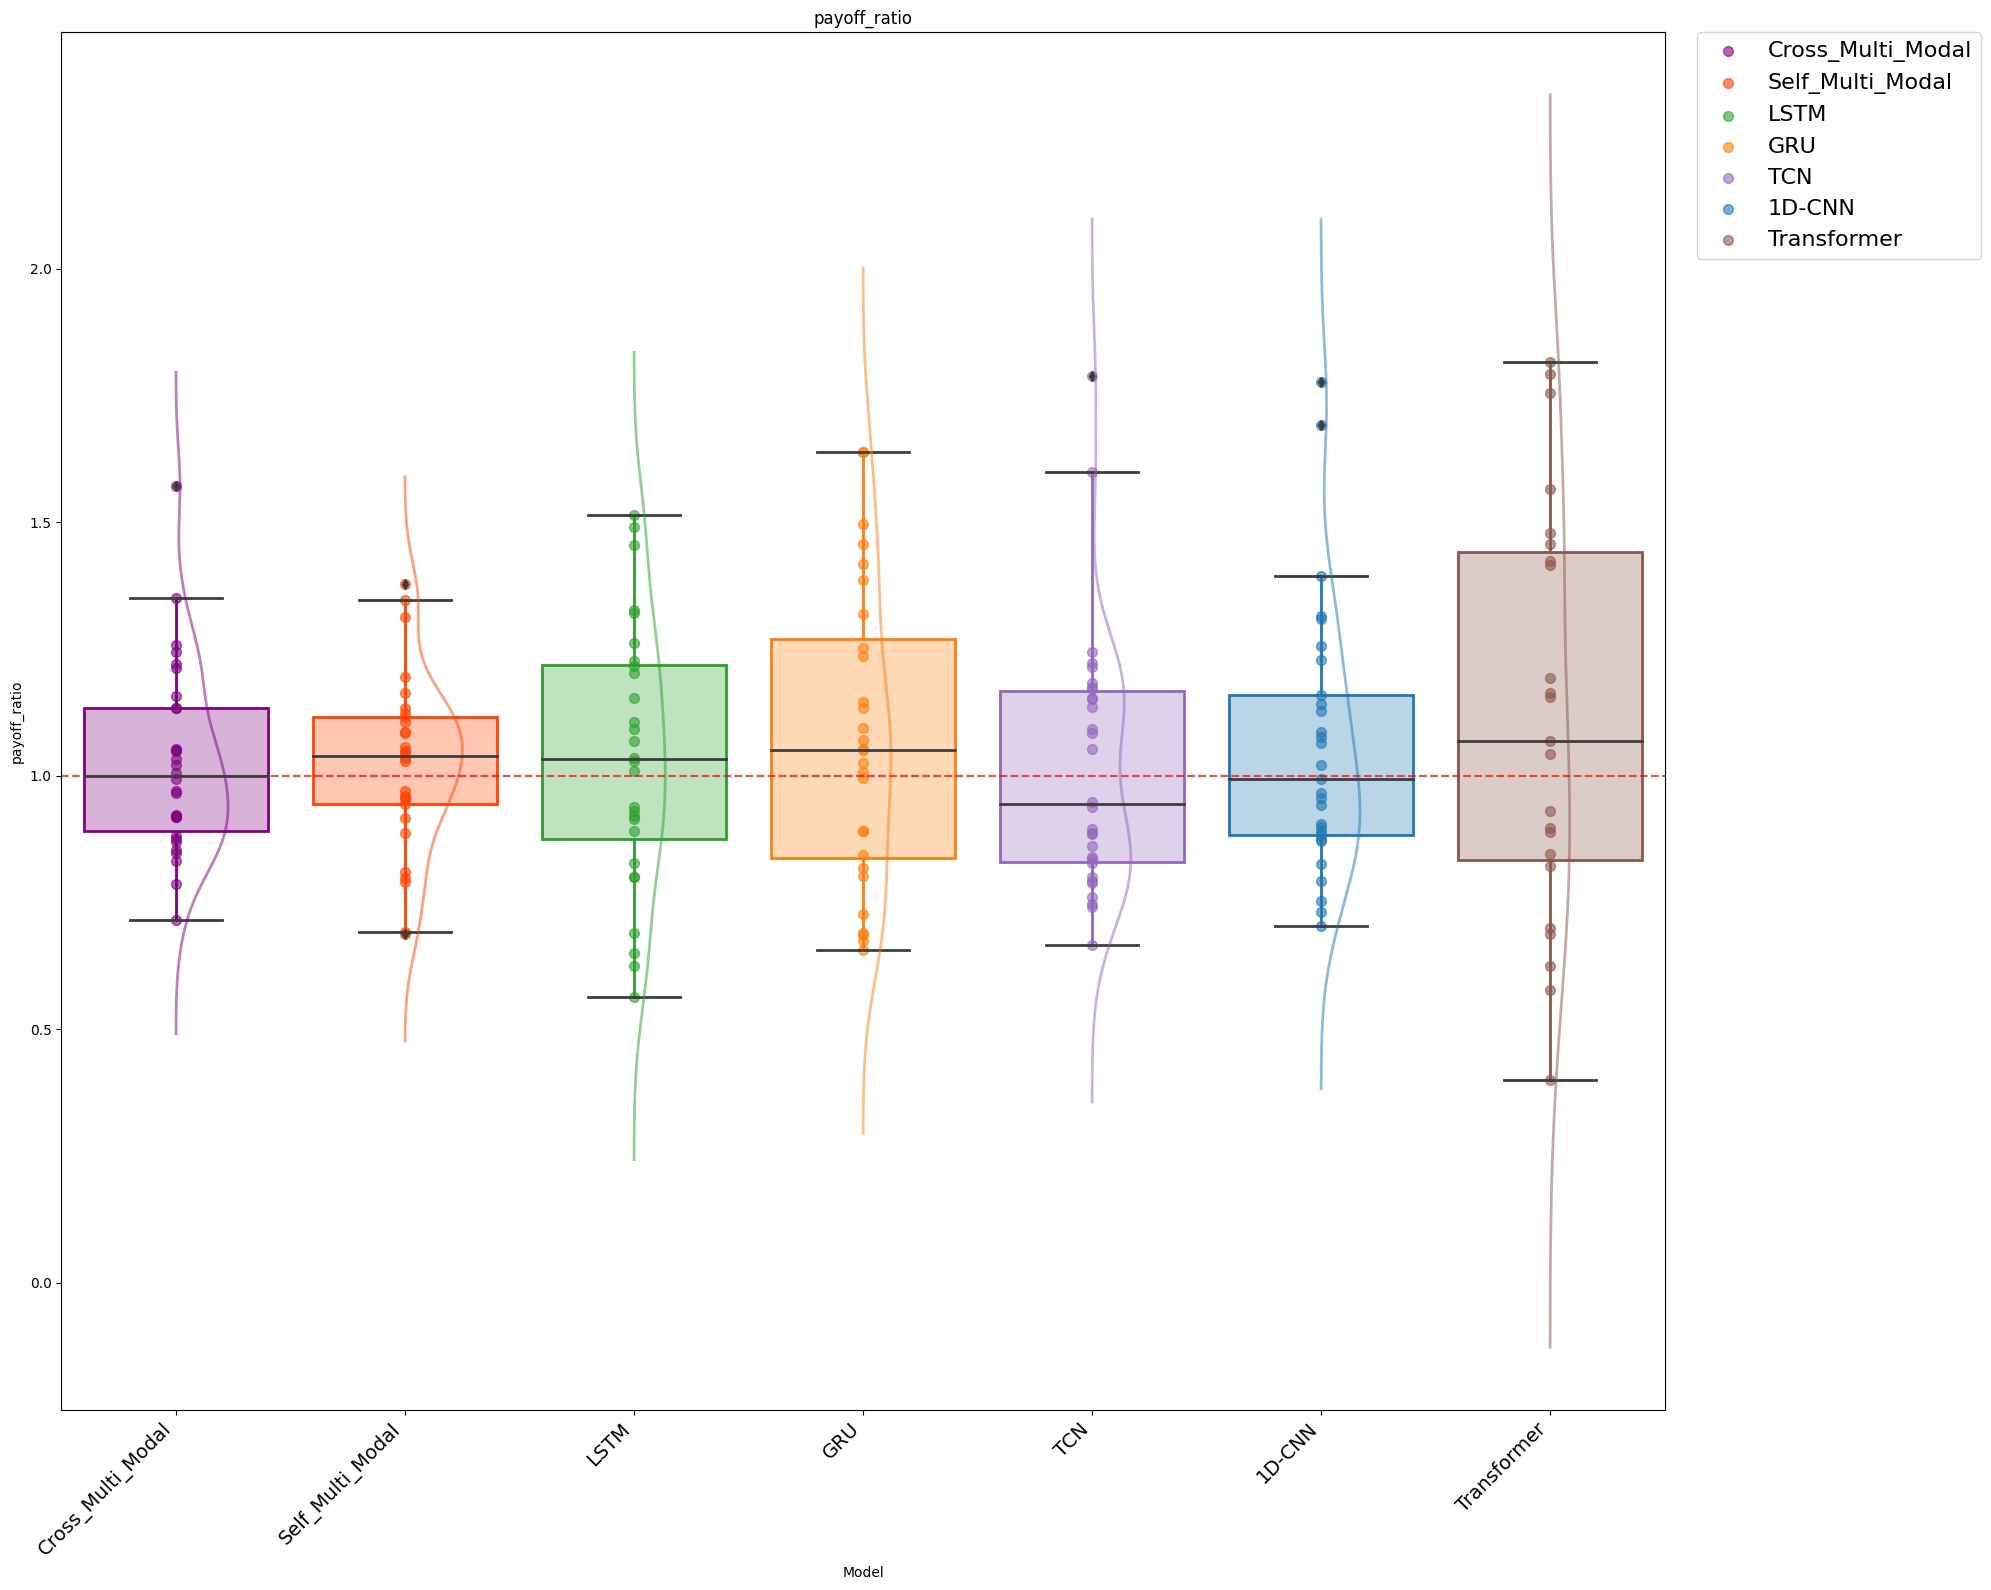 payoff_ratio
Cross_Multi_Modal
Self_Multi_Modal
LSTM
GRU
TCN
1D-CNN
Transformer
payoff_ratio
2.0
1.5
1.0
0.5
0.0
Cross_Multi_Modal
Self_Multi_Modal
LSTM
GRU
TCN
1D-CNN
Transformer
Model